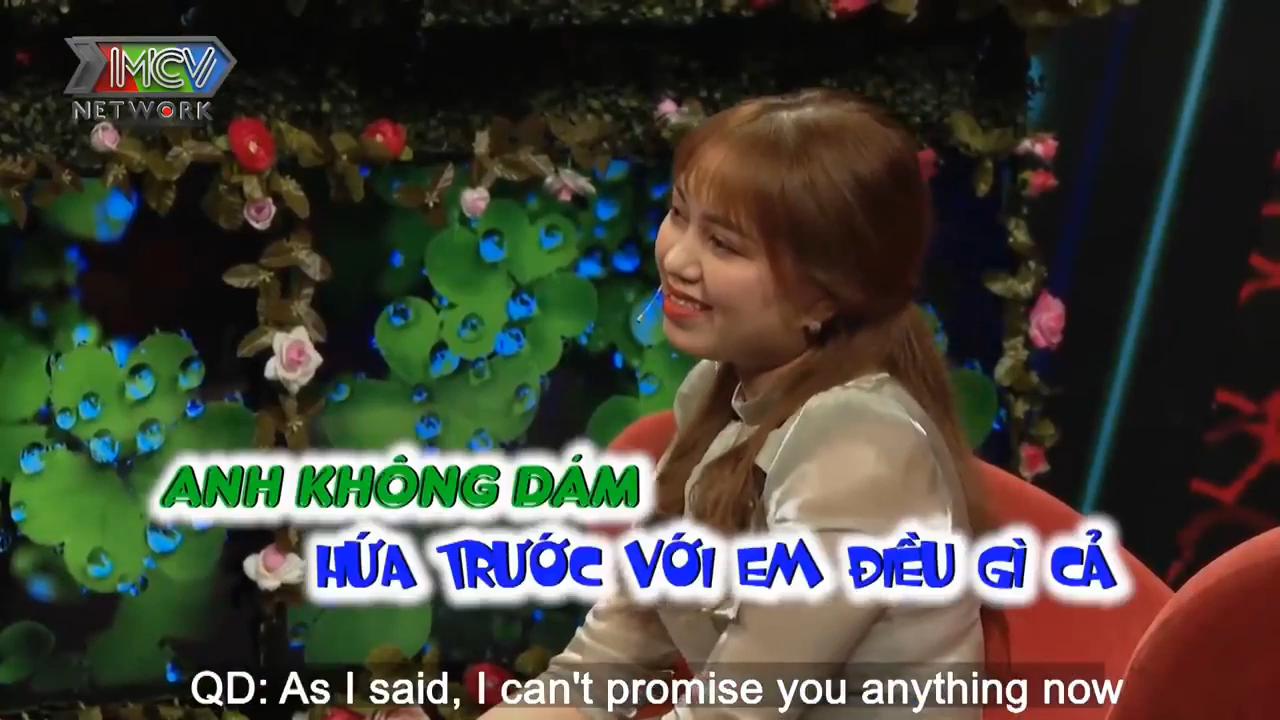 MCV
NETWORK
ANH KHÔNG DÁM
HỨA TRƯỚC VỚI EM ĐIỀU GÌ CẢ
QD: As I said, I can't promise you anything now